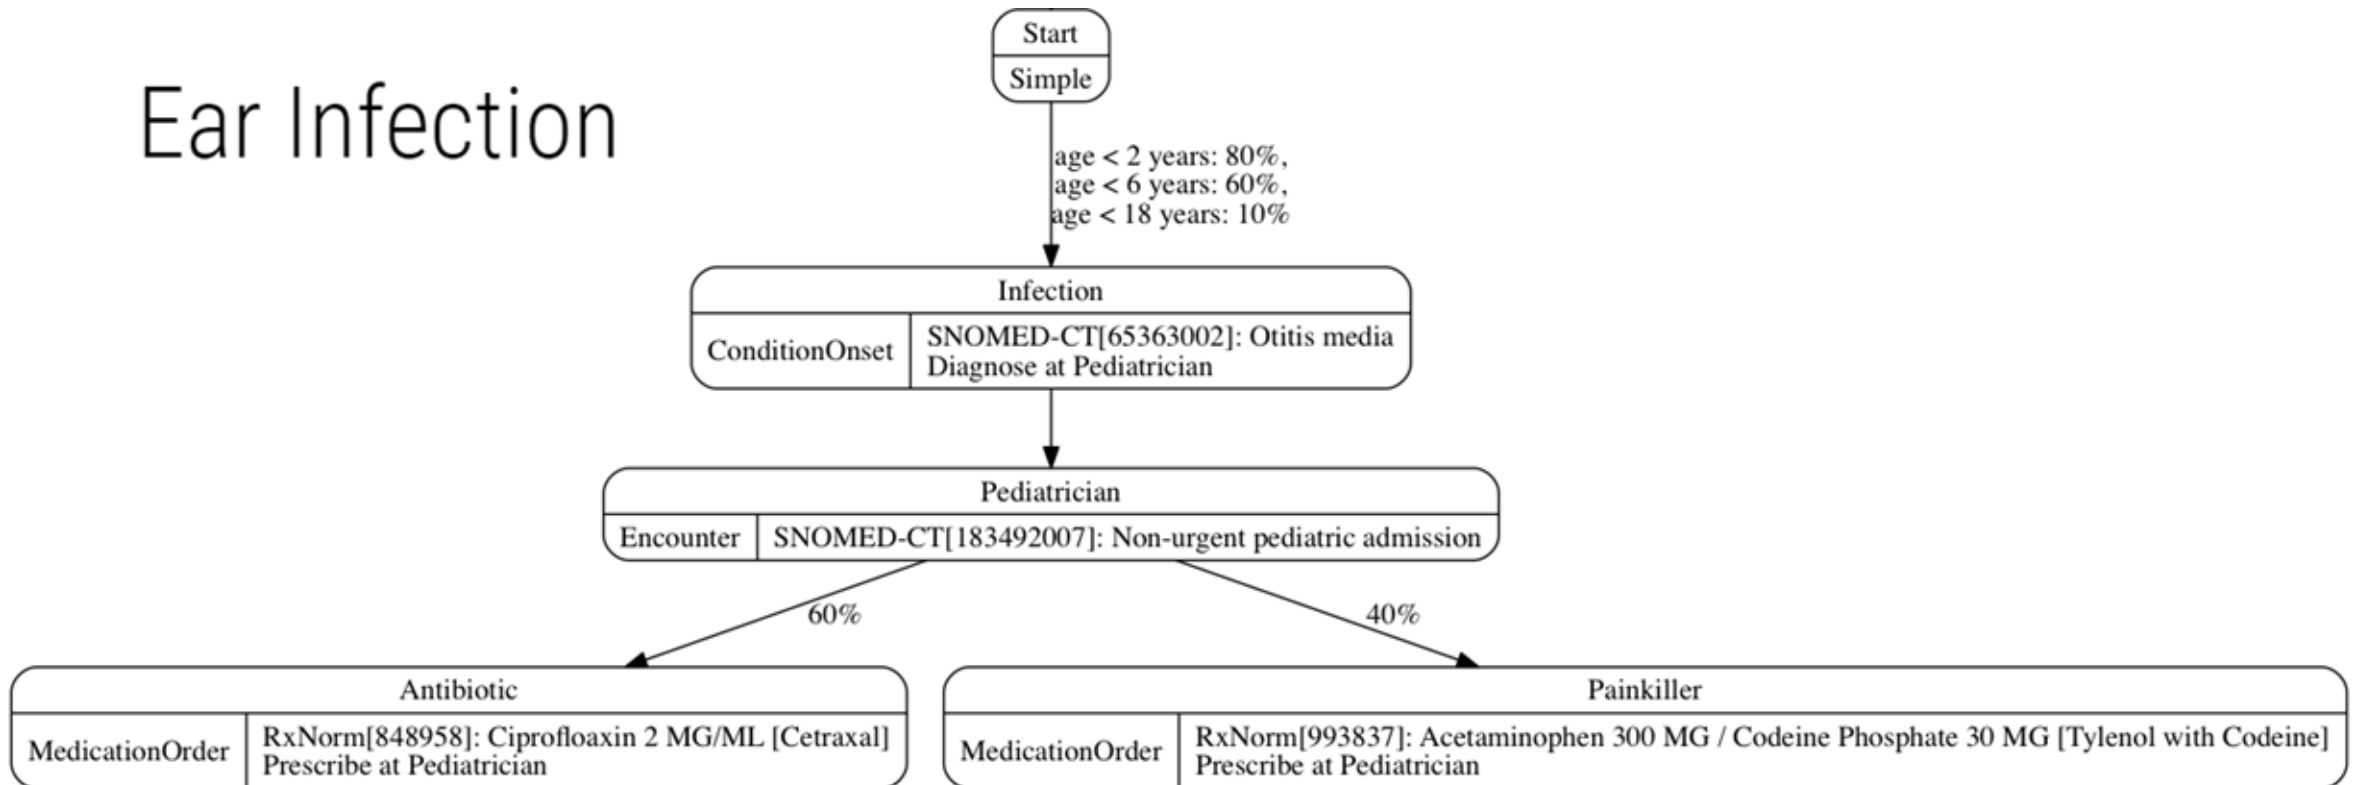 Ear Infection
Start
Simple
age < 2 years: 80%,
age < 6 years: 60%,
age < 18 years: 10%
Infection
ConditionOnset
SNOMED-CT[65363002]: Otitis media
Diagnose at Pediatrician
Pediatrician
Encounter
SNOMED-CT[183492007]: Non-urgent pediatric admission
60%
40%
Antibiotic
MedicationOrder
RxNorm[848958]: Ciprofloaxin 2 MG/ML [Cetraxal]
Prescribe at Pediatrician
Painkiller
MedicationOrder
RxNorm[993837]: Acetaminophen 300 MG / Codeine Phosphate 30 MG [Tylenol with Codeine]
Prescribe at Pediatrician